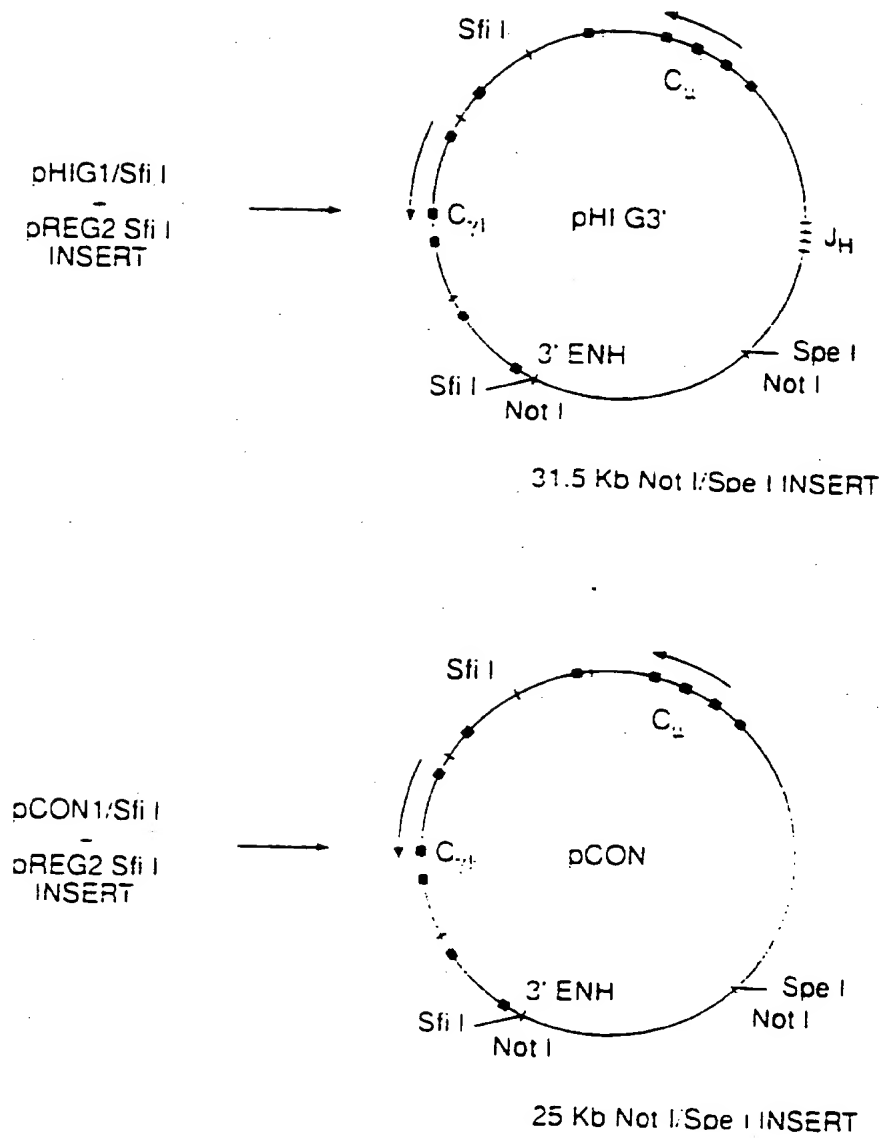 Sfi I
Cμ
pHIG1/Sfi I
-
pREG2 Sfi I
INSERT
Cγ1
pHI G3'
JH
3' ENH
Spe I
Sfi I
Not I
Not I
31.5 Kb Not I/Spe I INSERT
Sfi I
Cμ
pCON1/Sfi I
-
pREG2 Sfi I
INSERT
Cγ1
pCON
3' ENH
Spe I
Sfi I
Not I
Not I
25 Kb Not I/Spe I INSERT